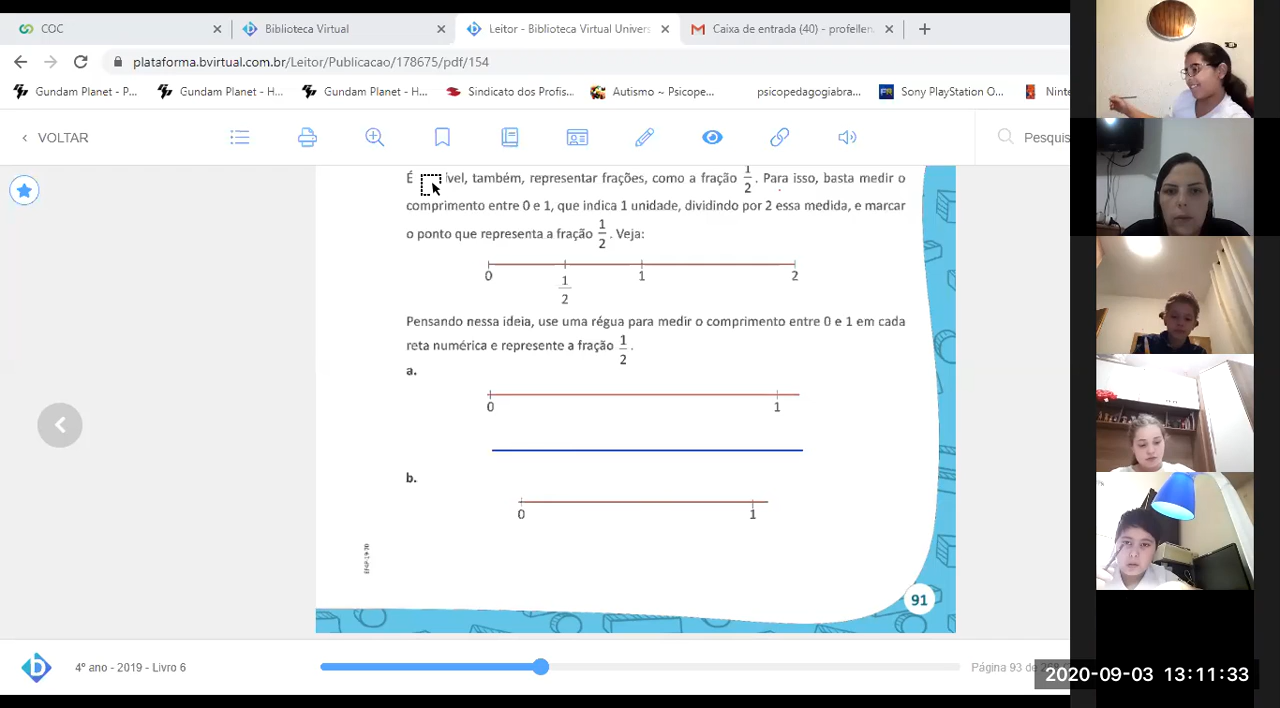 COC
Biblioteca Virtual
Leitor - Biblioteca Virtual Univers
Caixa de entrada (40) - profellen.
plataforma.bvirtual.com.br/Leitor/Publicacao/178675/pdf/154
Gundam Planet - P...
Gundam Planet - H...
Gundam Planet - H...
Sindicato dos Profis...
Autismo ~ Psicope...
psicopedagogiabra...
Sony PlayStation O...
Ninte
VOLTAR
Pesquis
É ível, também, representar frações, como a fração 1/2. Para isso, basta medir o
comprimento entre 0 e 1, que indica 1 unidade, dividindo por 2 essa medida, e marcar
o ponto que representa a fração 1/2. Veja:
0 1/2 1 2
Pensando nessa ideia, use uma régua para medir o comprimento entre 0 e 1 em cada
reta numérica e represente a fração 1/2.
a.
0 1
b.
0 1
91
4º ano - 2019 - Livro 6
Página 93 de
2020-09-03 13:11:33